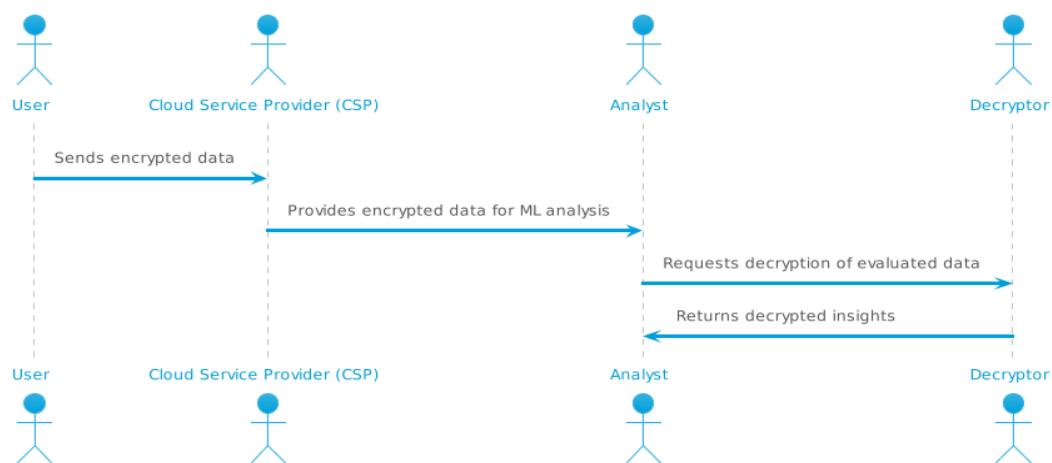 User
Cloud Service Provider (CSP)
Analyst
Decryptor
Sends encrypted data
Provides encrypted data for ML analysis
Requests decryption of evaluated data
Returns decrypted insights
User
Cloud Service Provider (CSP)
Analyst
Decryptor